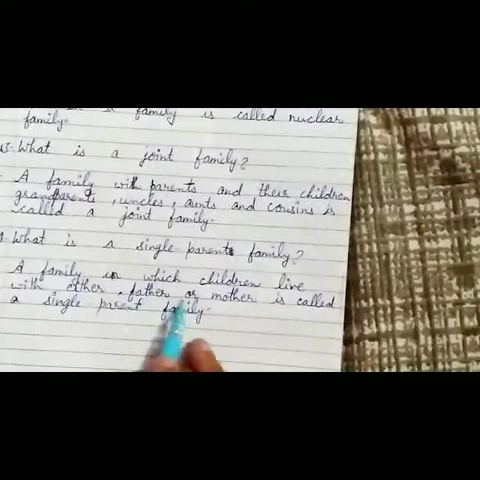 a family is called nuclear
family.
What is a joint family?
A family with parents and their children
grandparents, uncles, aunts and cousins is
called a joint family.
What is a single parents family?
A family in which children live
with ether father or mother is called
a single parent family.